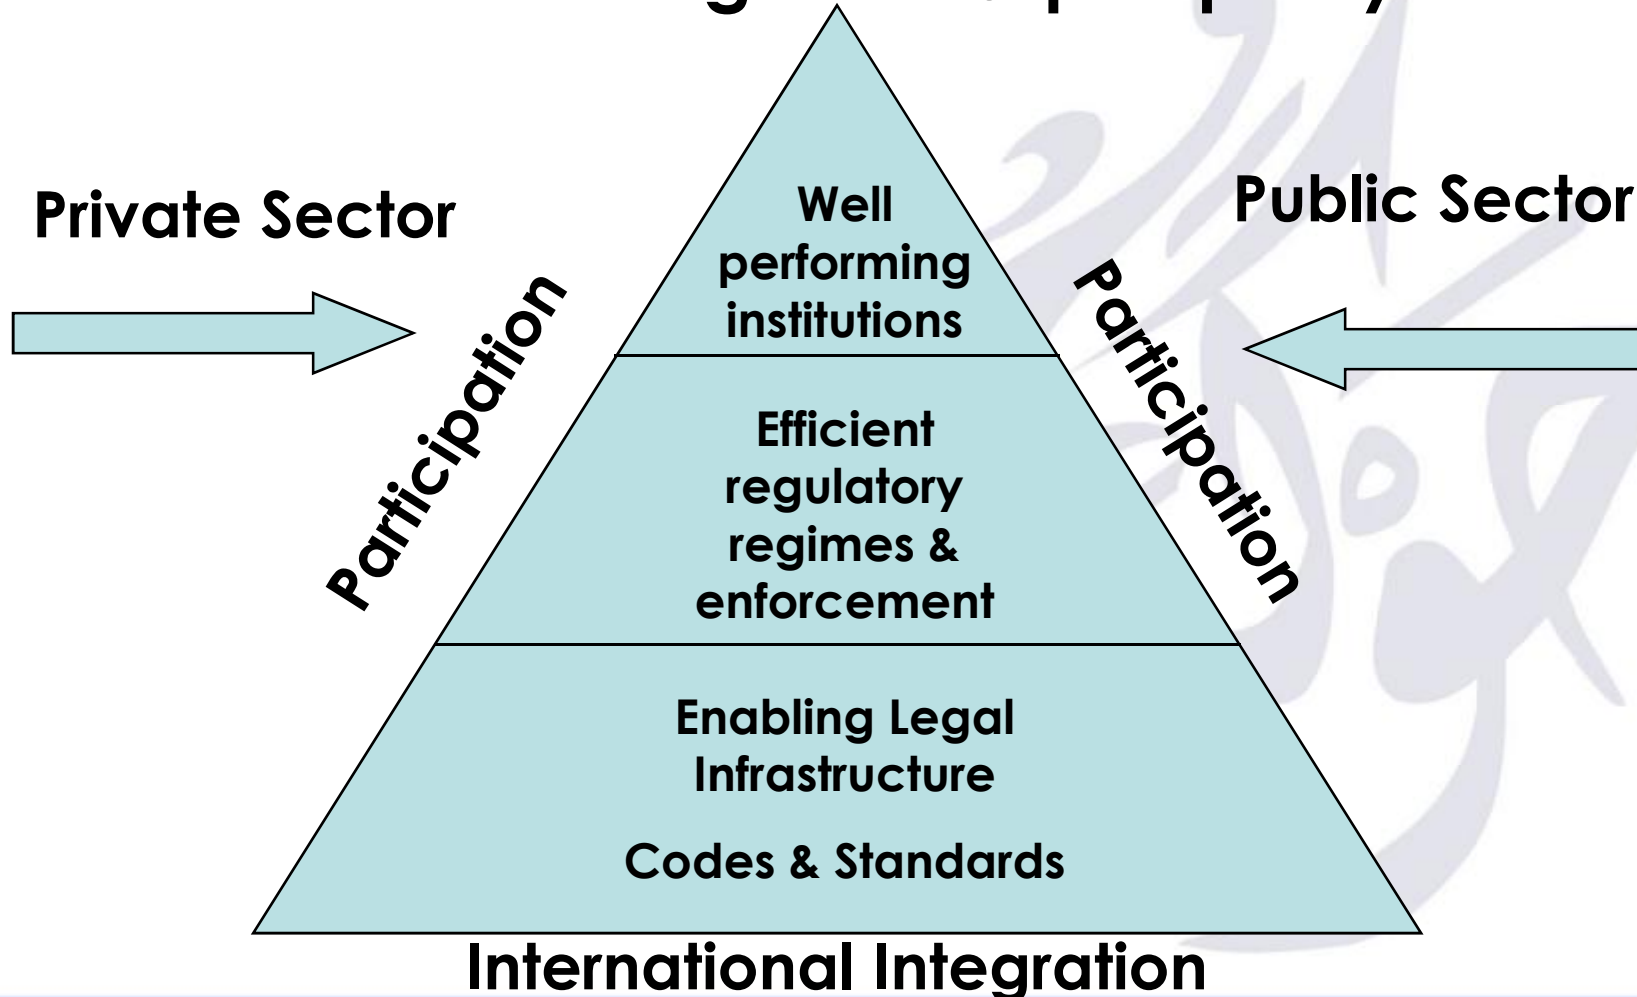 Private Sector
Public Sector
Participation
Participation
Well
performing
institutions
Efficient
regulatory
regimes &
enforcement
Enabling Legal
Infrastructure
Codes & Standards
International Integration